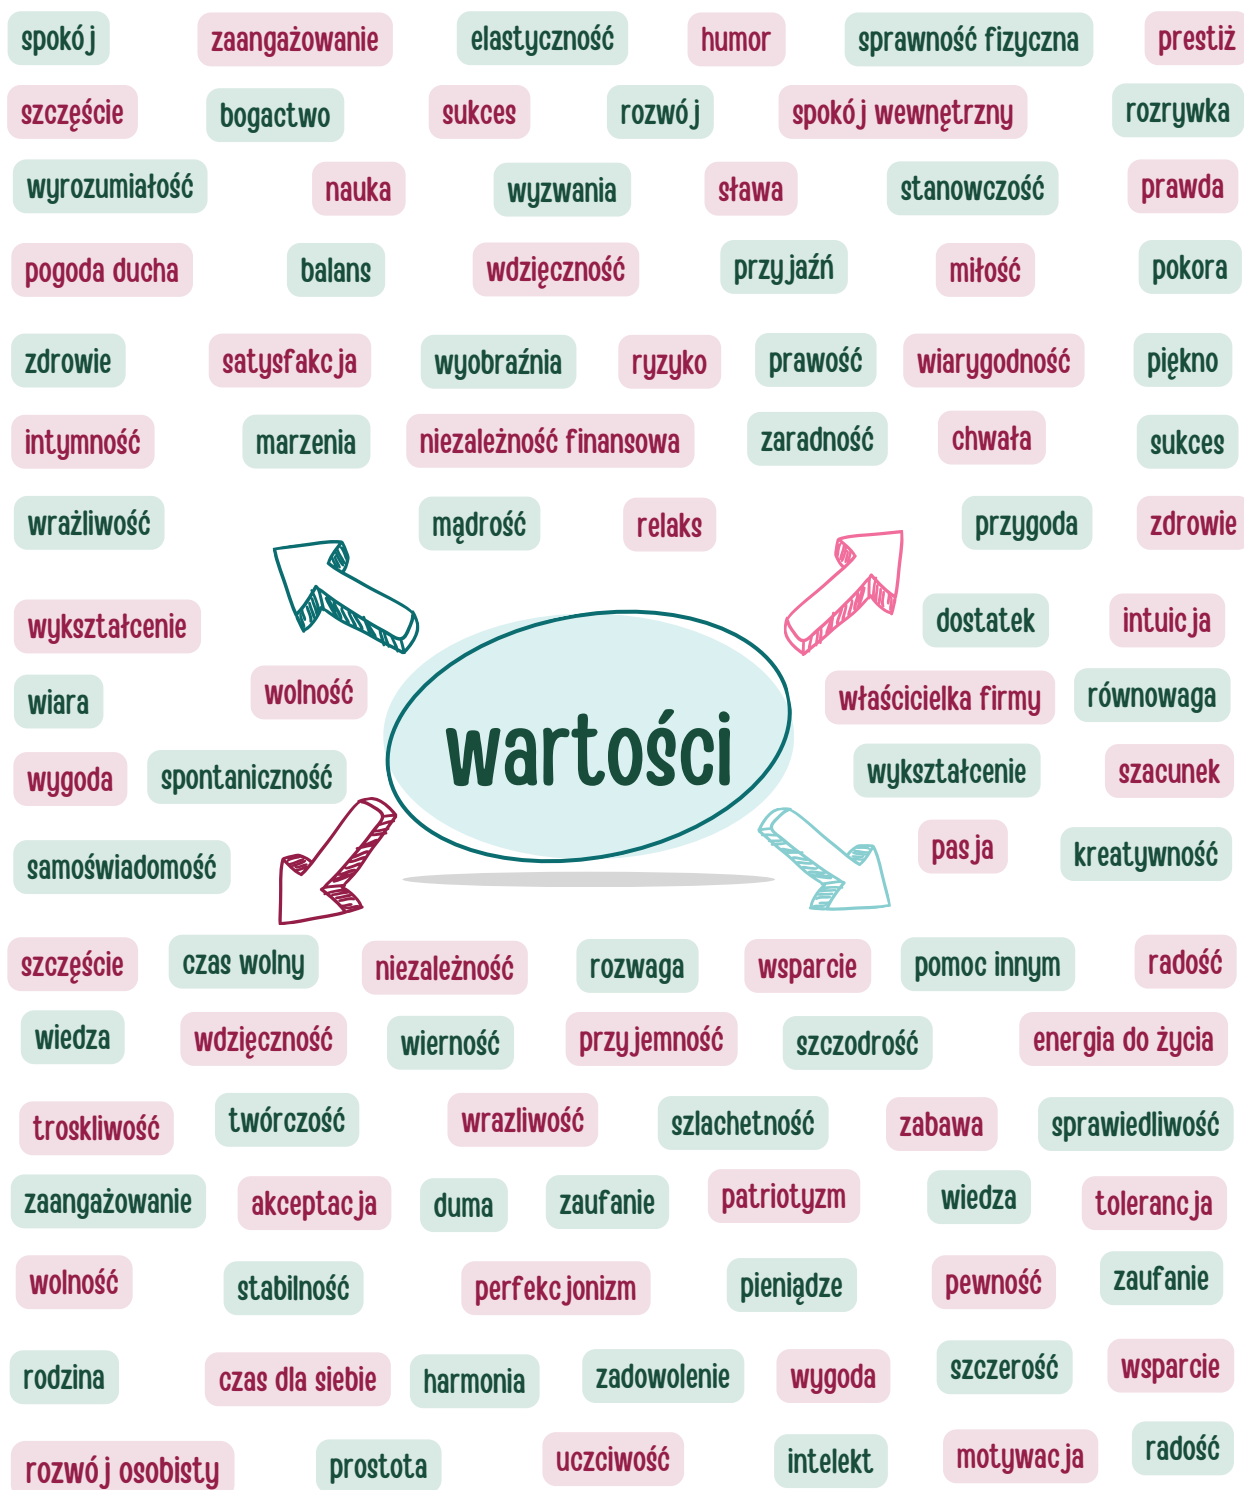 spokój zaangażowanie elastyczność humor sprawność fizyczna prestiż
szczęście bogactwo sukces rozwój spokój wewnętrzny rozrywka
wyrozumiałość nauka wyzwania sława stanowczość prawda
pogoda ducha balans wdzięczność przyjaźń miłość pokora
zdrowie satysfakcja wyobraźnia ryzyko prawość wiarygodność piękno
intymność marzenia niezależność finansowa zaradność chwała sukces
wrażliwość mądrość relaks przygoda zdrowie
wykształcenie dostatek intuicja
wiara wolność właścicielka firmy równowaga
wartości
wygoda spontaniczność wykształcenie szacunek
samoświadomość pasja kreatywność
szczęście czas wolny niezależność rozwaga wsparcie pomoc innym radość
wiedza wdzięczność wierność przyjemność szczodrość energia do życia
troskliwość twórczość wrazliwość szlachetność zabawa sprawiedliwość
zaangażowanie akceptacja duma zaufanie patriotyzm wiedza tolerancja
wolność stabilność perfekcjonizm pieniądze pewność zaufanie
rodzina czas dla siebie harmonia zadowolenie wygoda szczerość wsparcie
rozwój osobisty prostota uczciwość intelekt motywacja radość